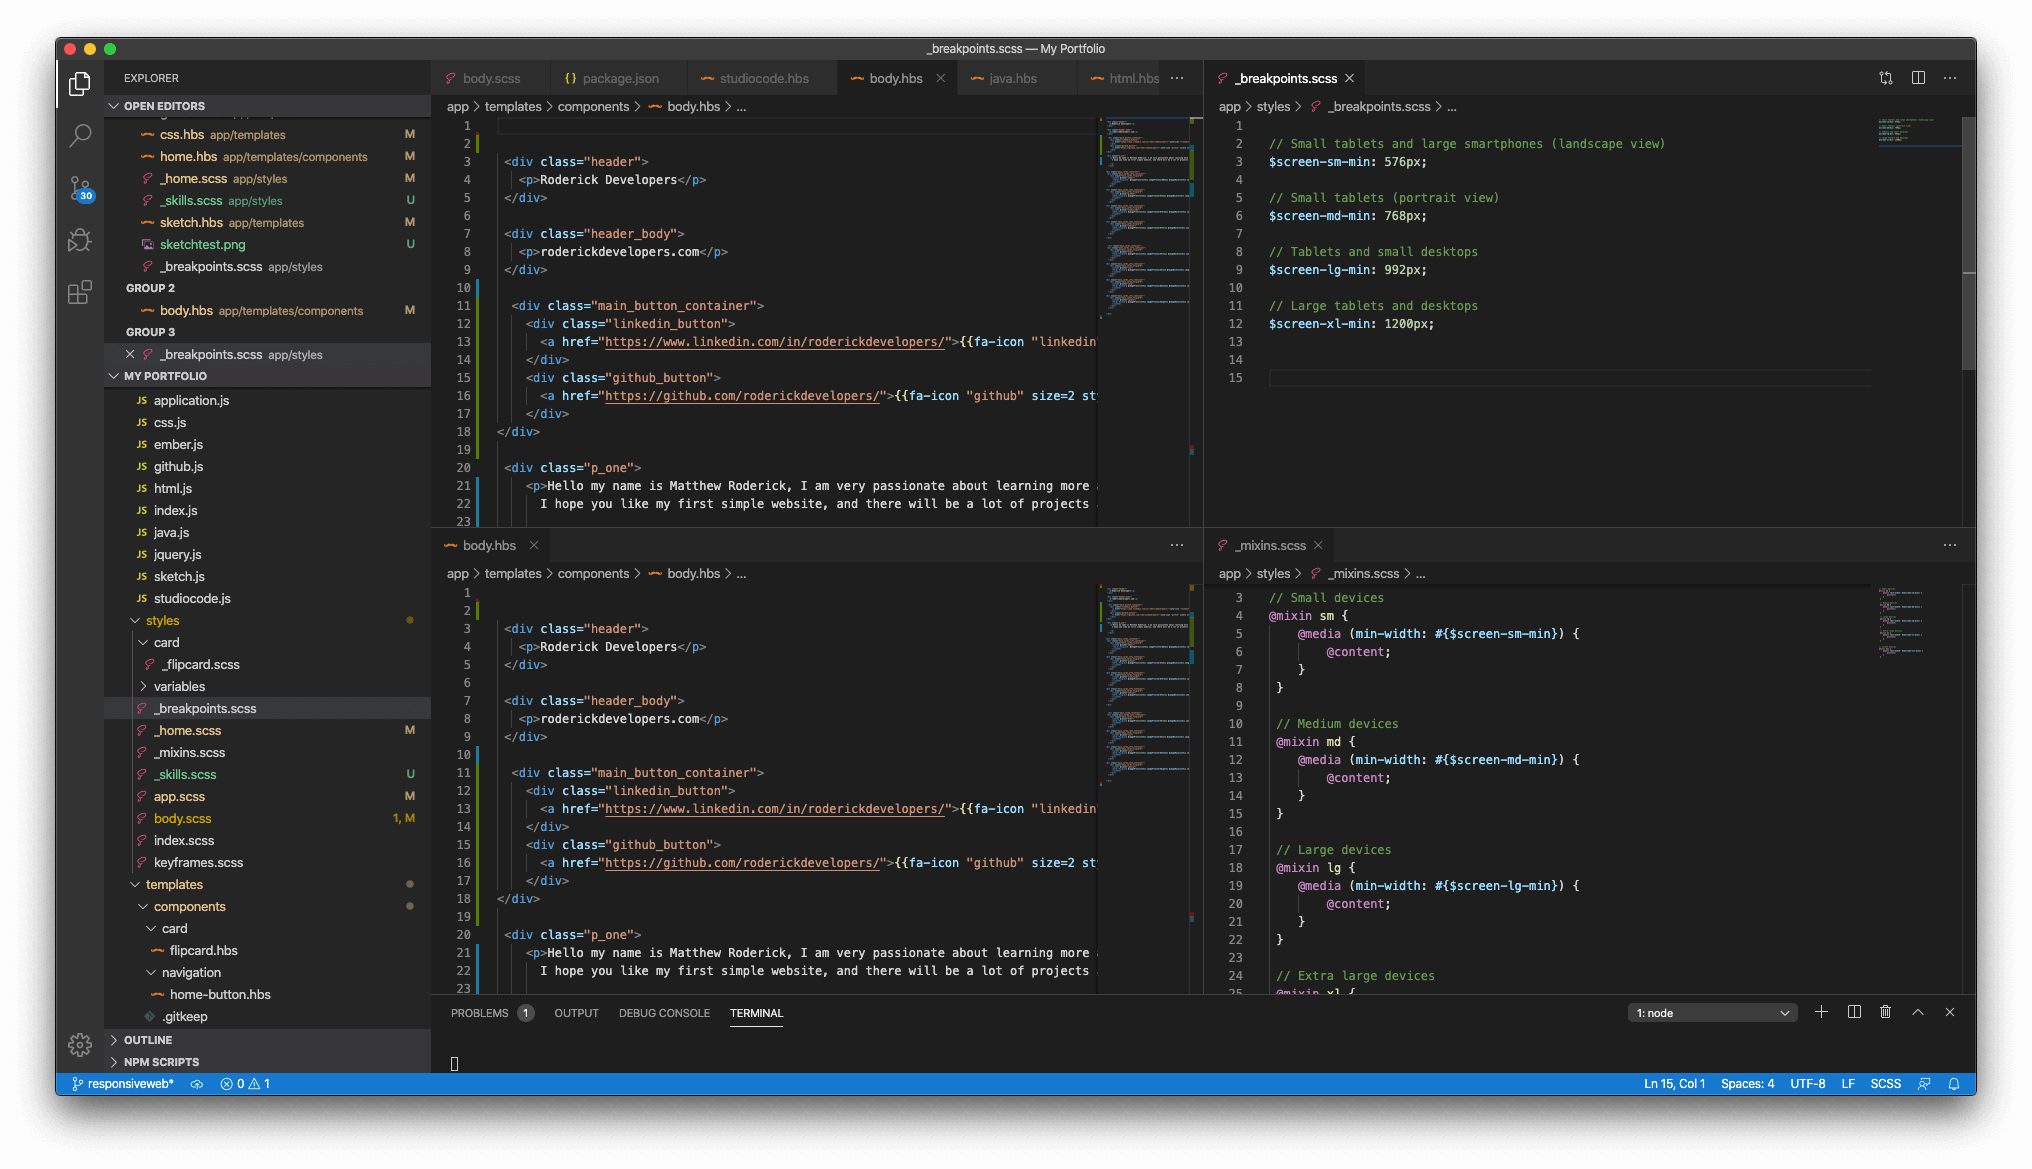 _breakpoints.scss — My Portfolio
EXPLORER
OPEN EDITORS
css.hbs app/templates M
home.hbs app/templates/components M
_home.scss app/styles M
_skills.scss app/styles U
sketch.hbs app/templates M
sketchtest.png U
_breakpoints.scss app/styles
GROUP 2
body.hbs app/templates/components M
GROUP 3
_breakpoints.scss app/styles
MY PORTFOLIO
JS application.js
JS css.js
JS ember.js
JS github.js
JS html.js
JS index.js
JS java.js
JS jquery.js
JS sketch.js
JS studiocode.js
styles
card
_flipcard.scss
variables
_breakpoints.scss
_home.scss M
_mixins.scss
_skills.scss U
app.scss M
body.scss 1, M
index.scss
keyframes.scss
templates
components
card
flipcard.hbs
navigation
home-button.hbs
.gitkeep
OUTLINE
NPM SCRIPTS
30
body.scss {} package.json studiocode.hbs body.hbs java.hbs html.hbs ...
app > templates > components > body.hbs > ...
1
2
3 <div class="header">
4 <p>Roderick Developers</p>
5 </div>
6
7 <div class="header_body">
8 <p>roderickdevelopers.com</p>
9 </div>
10
11 <div class="main_button_container">
12 <div class="linkedin_button">
13 <a href="https://www.linkedin.com/in/roderickdevelopers/">{{fa-icon "linkedin
14 </div>
15 <div class="github_button">
16 <a href="https://github.com/roderickdevelopers/">{{fa-icon "github" size=2 st
17 </div>
18 </div>
19
20 <div class="p_one">
21 <p>Hello my name is Matthew Roderick, I am very passionate about learning more
22 I hope you like my first simple website, and there will be a lot of projects
23
_breakpoints.scss ...
app > styles > _breakpoints.scss > ...
1
2 // Small tablets and large smartphones (landscape view)
3 $screen-sm-min: 576px;
4
5 // Small tablets (portrait view)
6 $screen-md-min: 768px;
7
8 // Tablets and small desktops
9 $screen-lg-min: 992px;
10
11 // Large tablets and desktops
12 $screen-xl-min: 1200px;
13
14
15
body.hbs ...
app > templates > components > body.hbs > ...
1
2
3 <div class="header">
4 <p>Roderick Developers</p>
5 </div>
6
7 <div class="header_body">
8 <p>roderickdevelopers.com</p>
9 </div>
10
11 <div class="main_button_container">
12 <div class="linkedin_button">
13 <a href="https://www.linkedin.com/in/roderickdevelopers/">{{fa-icon "linkedin
14 </div>
15 <div class="github_button">
16 <a href="https://github.com/roderickdevelopers/">{{fa-icon "github" size=2 st
17 </div>
18 </div>
19
20 <div class="p_one">
21 <p>Hello my name is Matthew Roderick, I am very passionate about learning more
22 I hope you like my first simple website, and there will be a lot of projects
23
_mixins.scss ...
app > styles > _mixins.scss > ...
3 // Small devices
4 @mixin sm {
5 @media (min-width: #{$screen-sm-min}) {
6 @content;
7 }
8 }
9
10 // Medium devices
11 @mixin md {
12 @media (min-width: #{$screen-md-min}) {
13 @content;
14 }
15 }
16
17 // Large devices
18 @mixin lg {
19 @media (min-width: #{$screen-lg-min}) {
20 @content;
21 }
22 }
23
24 // Extra large devices
25 @mixin xl {
PROBLEMS 1 OUTPUT DEBUG CONSOLE TERMINAL 1: node
responsiveweb* 0 1 Ln 15, Col 1 Spaces: 4 UTF-8 LF SCSS